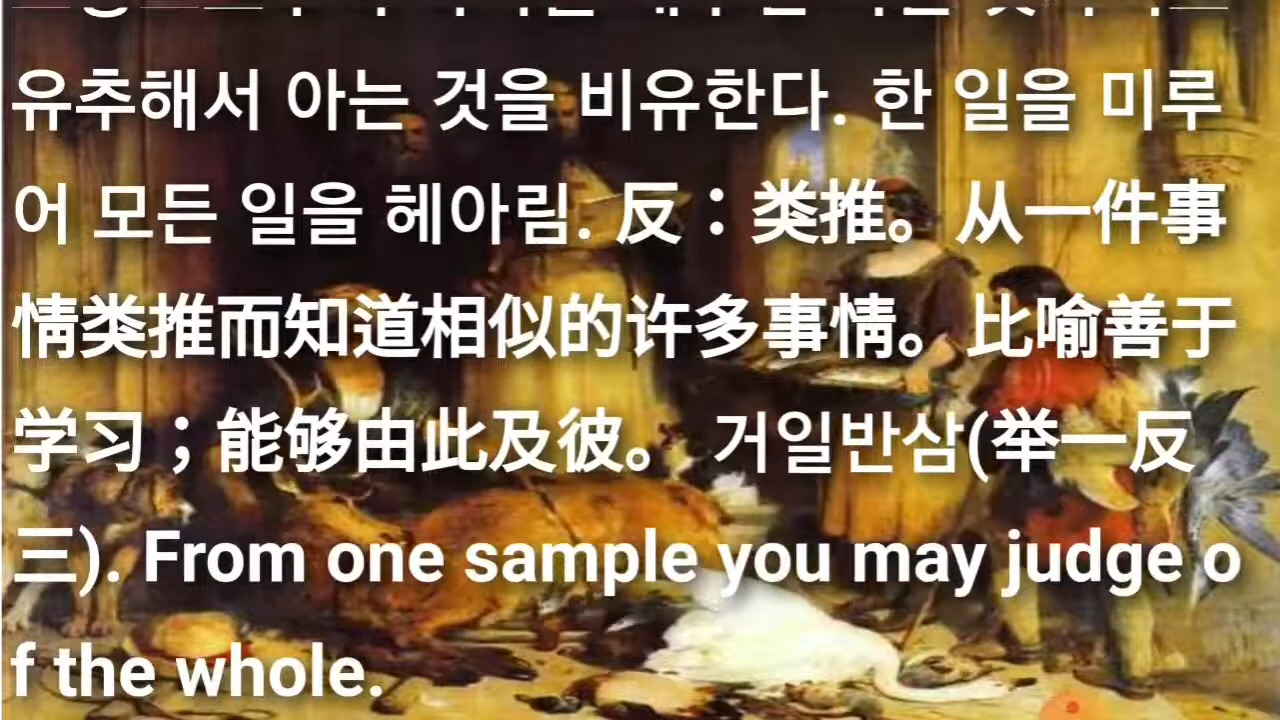 유추해서 아는 것을 비유한다. 한 일을 미루
어 모든 일을 헤아림. 反：类推。从一件事
情类推而知道相似的许多事情。比喻善于
学习；能够由此及彼。 거일반삼(举一反
三). From one sample you may judge o
f the whole.